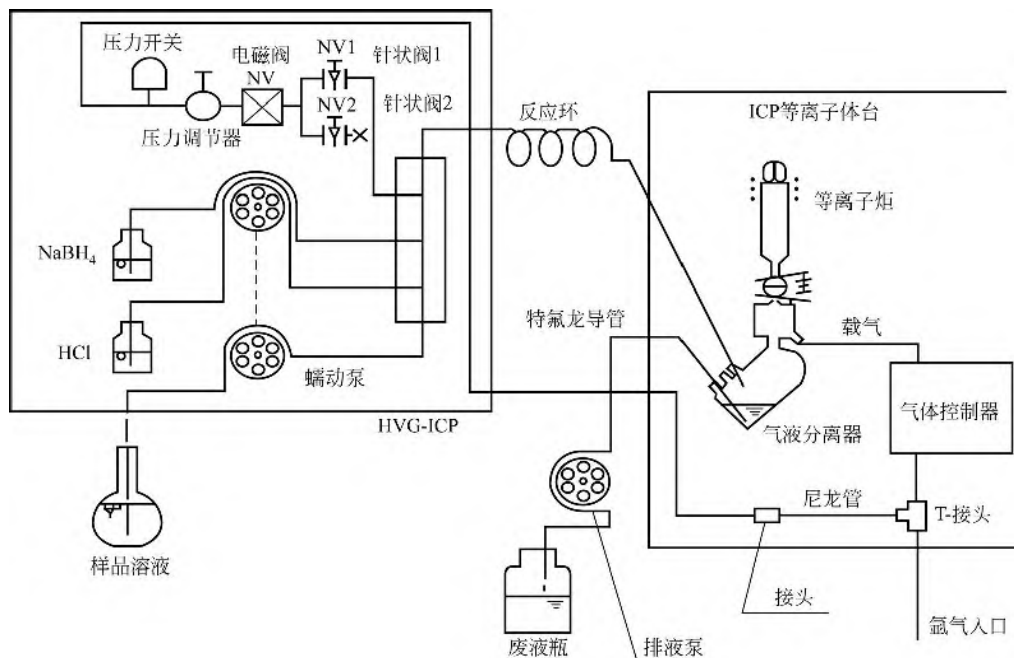 压力开关
电磁阀
NV
NV1
针状阀1
NV2
针状阀2
压力调节器
反应环
ICP等离子体台
等离子炬
NaBH4
HCl
蠕动泵
特氟龙导管
载气
气体控制器
HVG-ICP
气液分离器
尼龙管
T-接头
样品溶液
接头
废液瓶
排液泵
氩气入口